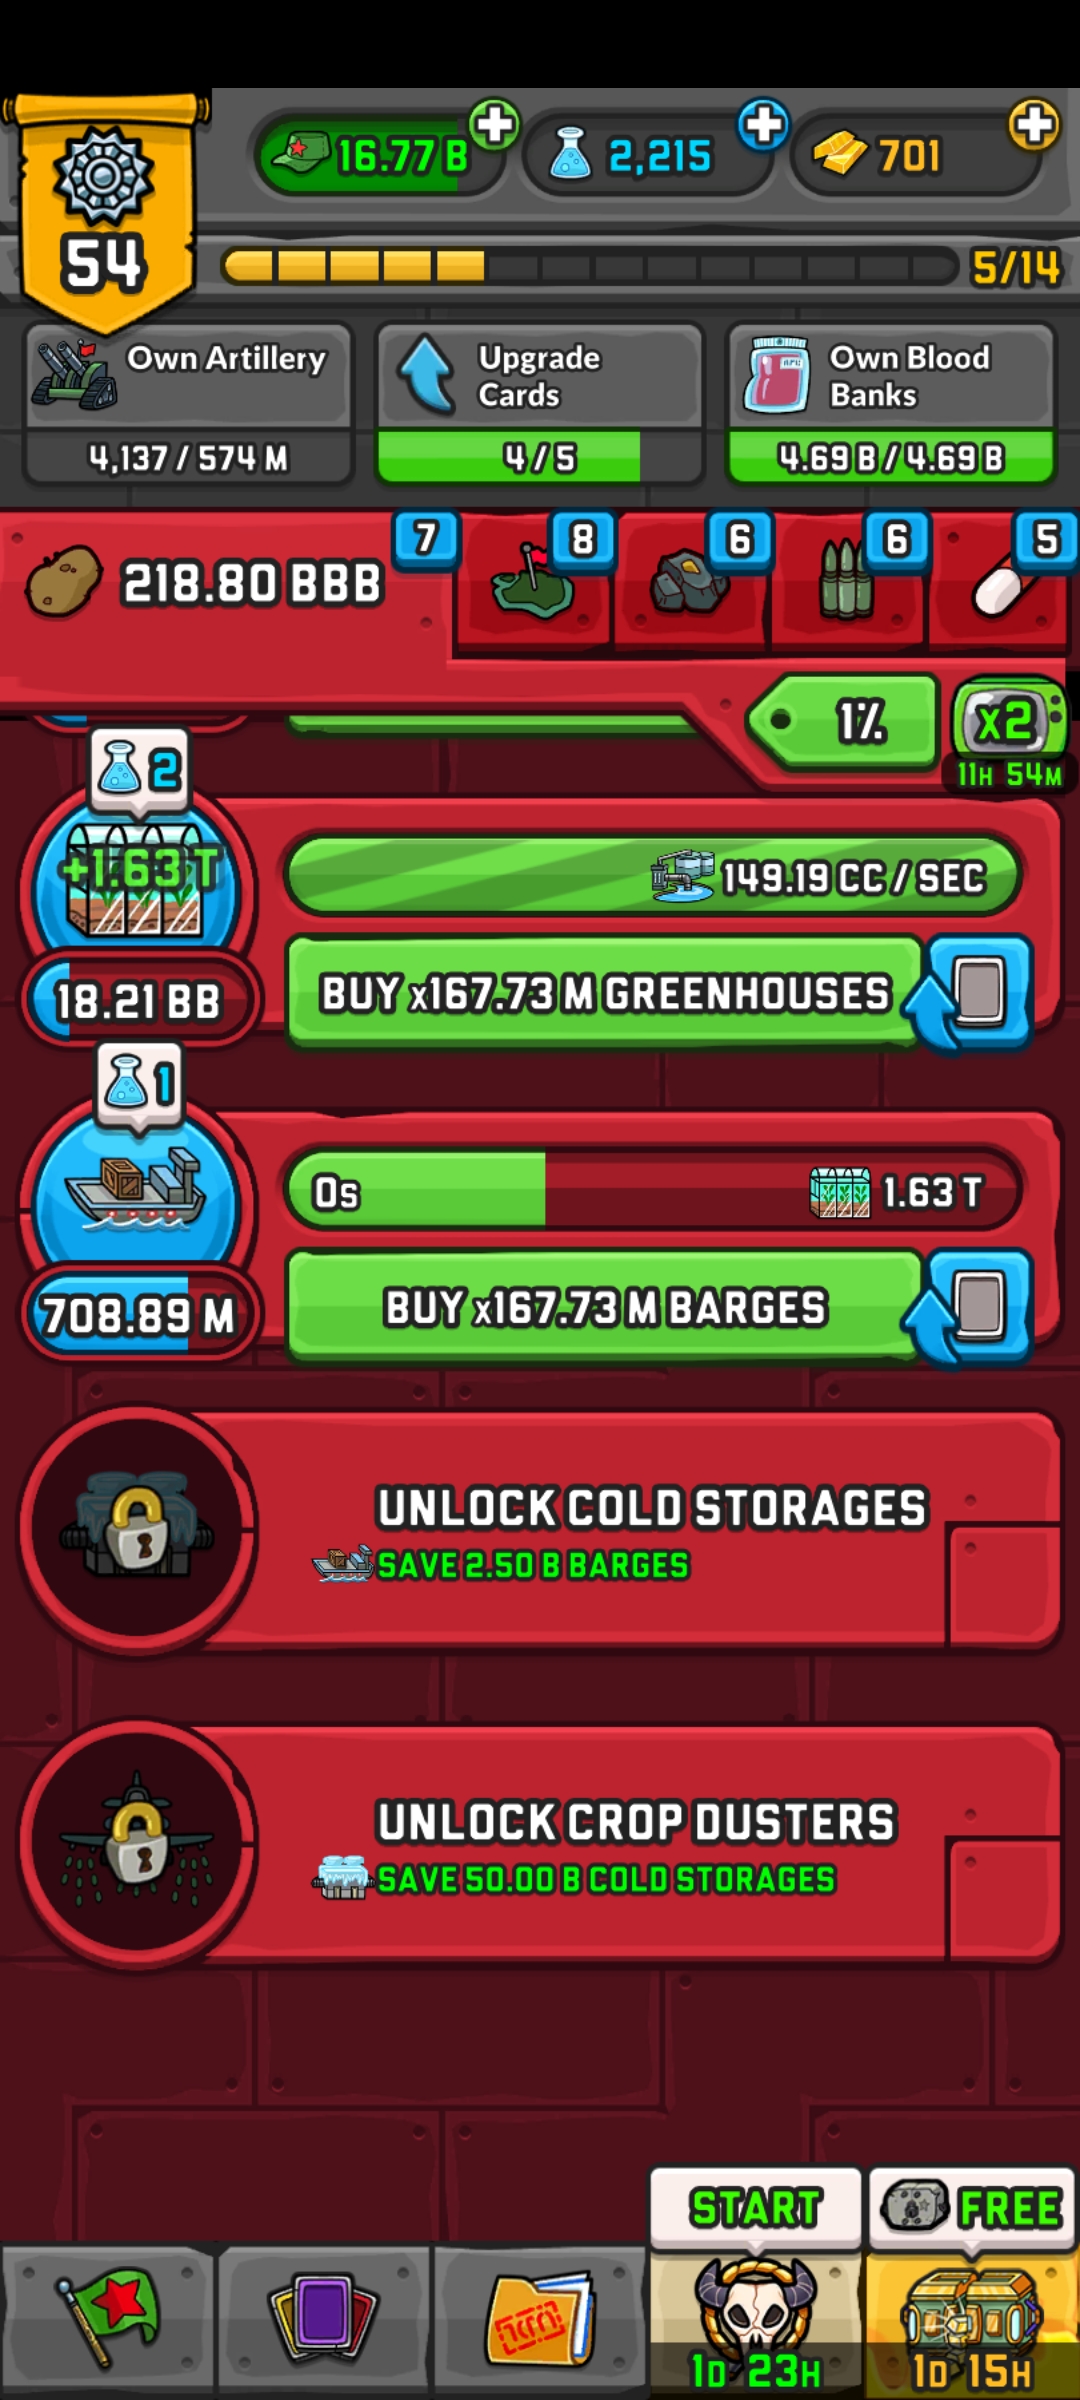 54
16.77 B
2,215
701
5/14
Own Artillery
4,137 / 574 M
Upgrade
Cards
4 / 5
Own Blood
Banks
4.69 B / 4.69 B
218.80 BBB
7
8
6
6
5
1%
x2
11H 54M
2
+1.63 T
149.19 CC / SEC
18.21 BB
BUY x167.73 M GREENHOUSES
1
0s
1.63 T
708.89 M
BUY x167.73 M BARGES
UNLOCK COLD STORAGES
SAVE 2.50 B BARGES
UNLOCK CROP DUSTERS
SAVE 50.00 B COLD STORAGES
START
FREE
1D 23H
1D 15H